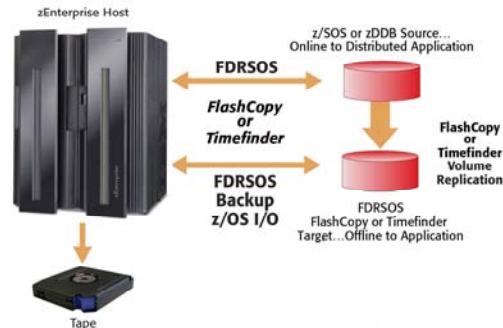 zEnterprise Host
z/SOS or zDDB Source...
Online to Distributed Application
FDRSOS
FlashCopy
or
Timefinder
FlashCopy
or
Timefinder
Volume
Replication
FDRSOS
Backup
z/OS I/O
FDRSOS
FlashCopy or Timefinder
Target...Offline to Application
zEnterprise
Tape